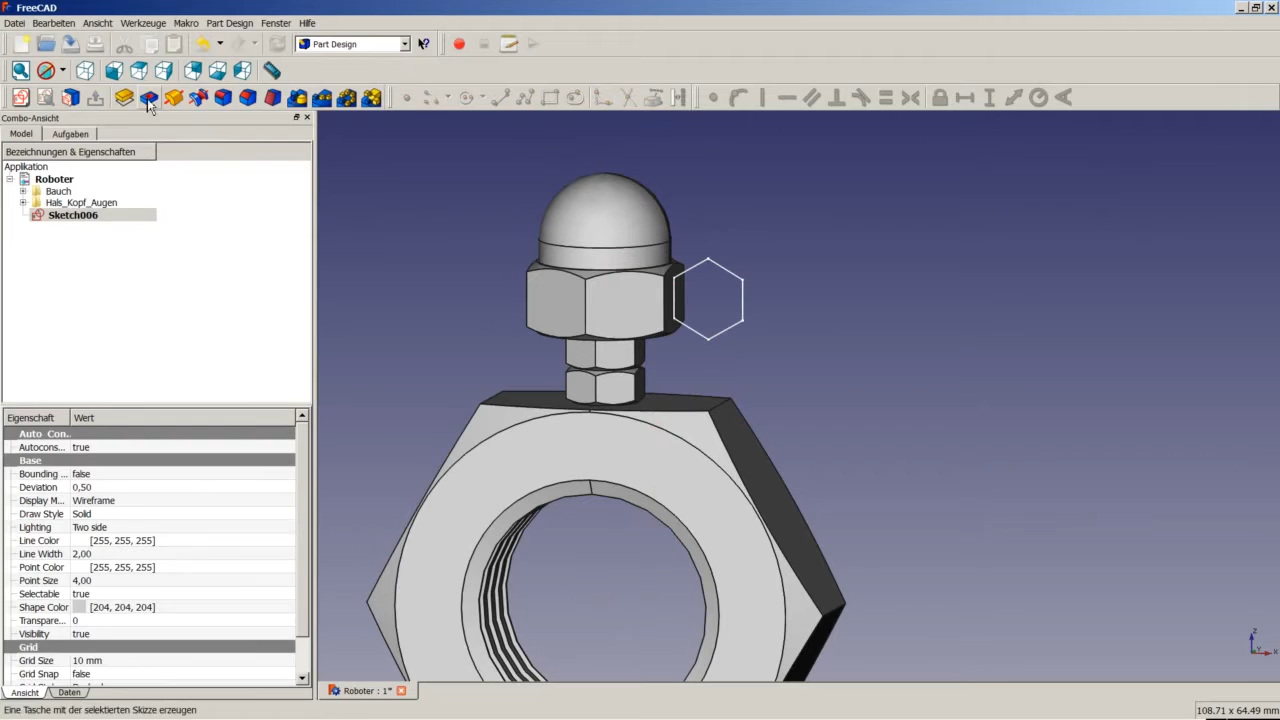 FreeCAD
Datei Bearbeiten Ansicht Werkzeuge Makro Part Design Fenster Hilfe
Part Design
Combo-Ansicht
Model Aufgaben
Bezeichnungen & Eigenschaften
Applikation
Roboter
Bauch
Hals_Kopf_Augen
Sketch006
Eigenschaft Wert
Auto Con..
Autocons... true
Base
Bounding ... false
Deviation 0,50
Display M... Wireframe
Draw Style Solid
Lighting Two side
Line Color [255, 255, 255]
Line Width 2,00
Point Color [255, 255, 255]
Point Size 4,00
Selectable true
Shape Color [204, 204, 204]
Transpare... 0
Visibility true
Grid
Grid Size 10 mm
Grid Snap false
Ansicht Daten
Roboter : 1*
Z
Y
X
Eine Tasche mit der selektierten Skizze erzeugen
108.71 x 64.49 mm